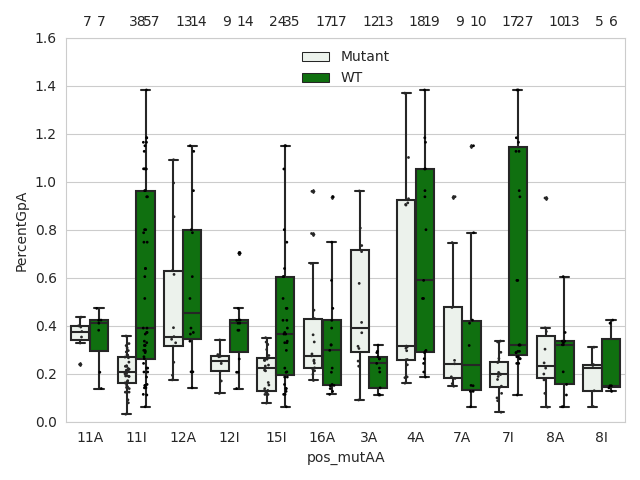 7 7 38 57 13 14 9 14 24 35 17 17 12 13 18 19 9 10 17 27 10 13 5 6
1.6
Mutant
WT
1.4
1.2
1.0
0.8
0.6
0.4
0.2
0.0
PercentGpA
11A 11I 12A 12I 15I 16A 3A 4A 7A 7I 8A 8I
pos_mutAA